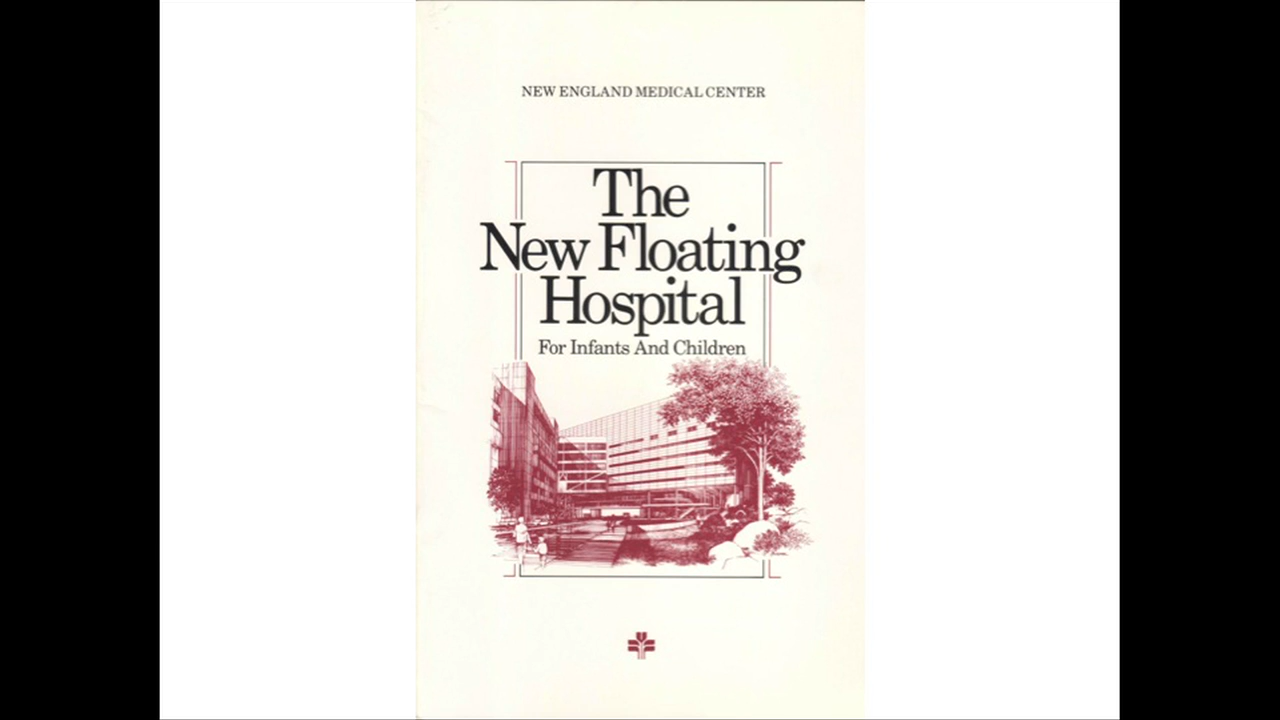 NEW ENGLAND MEDICAL CENTER
The
New Floating
Hospital
For Infants And Children